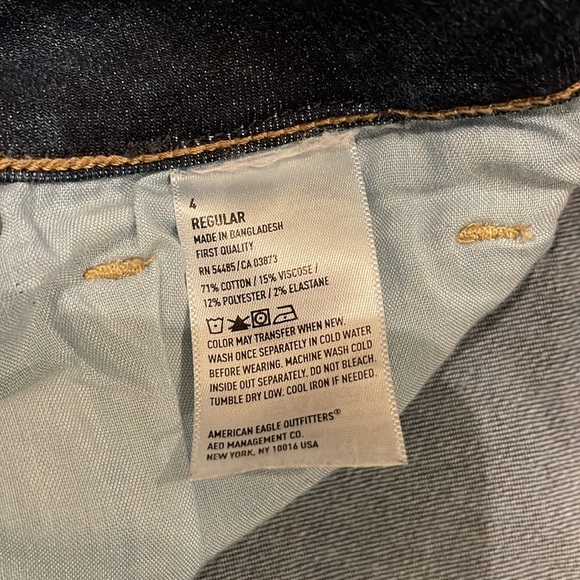 4
REGULAR
MADE IN BANGLADESH
FIRST QUALITY
RN 54485/CA 03873
71% COTTON / 15% VISCOSE /
12% POLYESTER / 2% ELASTANE
COLOR MAY TRANSFER WHEN NEW.
WASH ONCE SEPARATELY IN COLD WATER
BEFORE WEARING. MACHINE WASH COLD
INSIDE OUT SEPARATELY. DO NOT BLEACH.
TUMBLE DRY LOW. COOL IRON IF NEEDED.
AMERICAN EAGLE OUTFITTERS®
AEO MANAGEMENT CO.
NEW YORK, NY 10016 USA